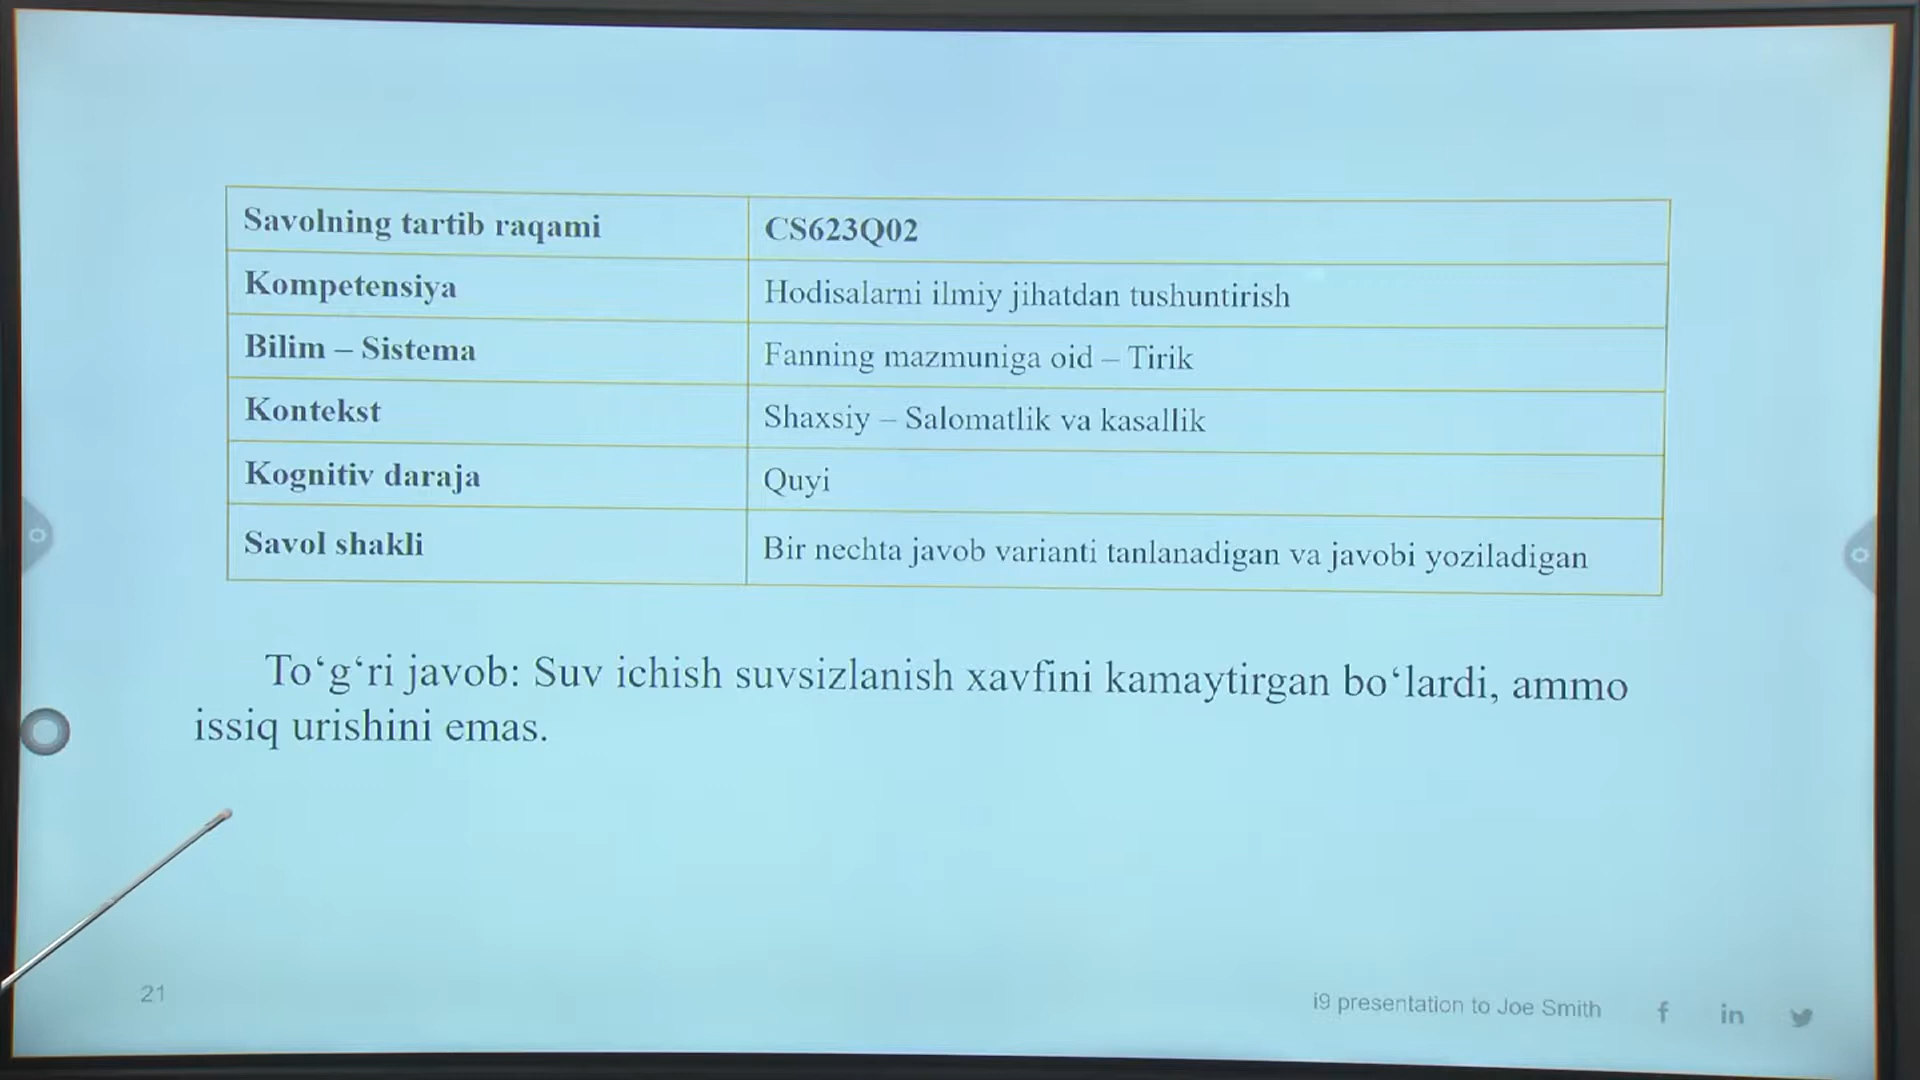 Savolning tartib raqami CS623Q02
Kompetensiya Hodisalarni ilmiy jihatdan tushuntirish
Bilim – Sistema Fanning mazmuniga oid – Tirik
Kontekst Shaxsiy – Salomatlik va kasallik
Kognitiv daraja Quyi
Savol shakli Bir nechta javob varianti tanlanadigan va javobi yoziladigan
To‘g‘ri javob: Suv ichish suvsizlanish xavfini kamaytirgan bo‘lardi, ammo
issiq urishini emas.
21
i9 presentation to Joe Smith f in